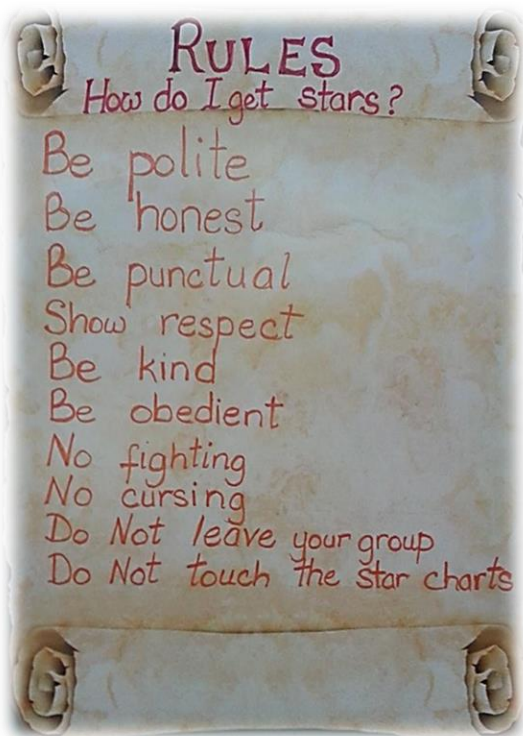 RULES
How do I get stars?
Be polite
Be honest
Be punctual
Show respect
Be kind
Be obedient
No fighting
No cursing
Do Not leave your group
Do Not touch the star charts